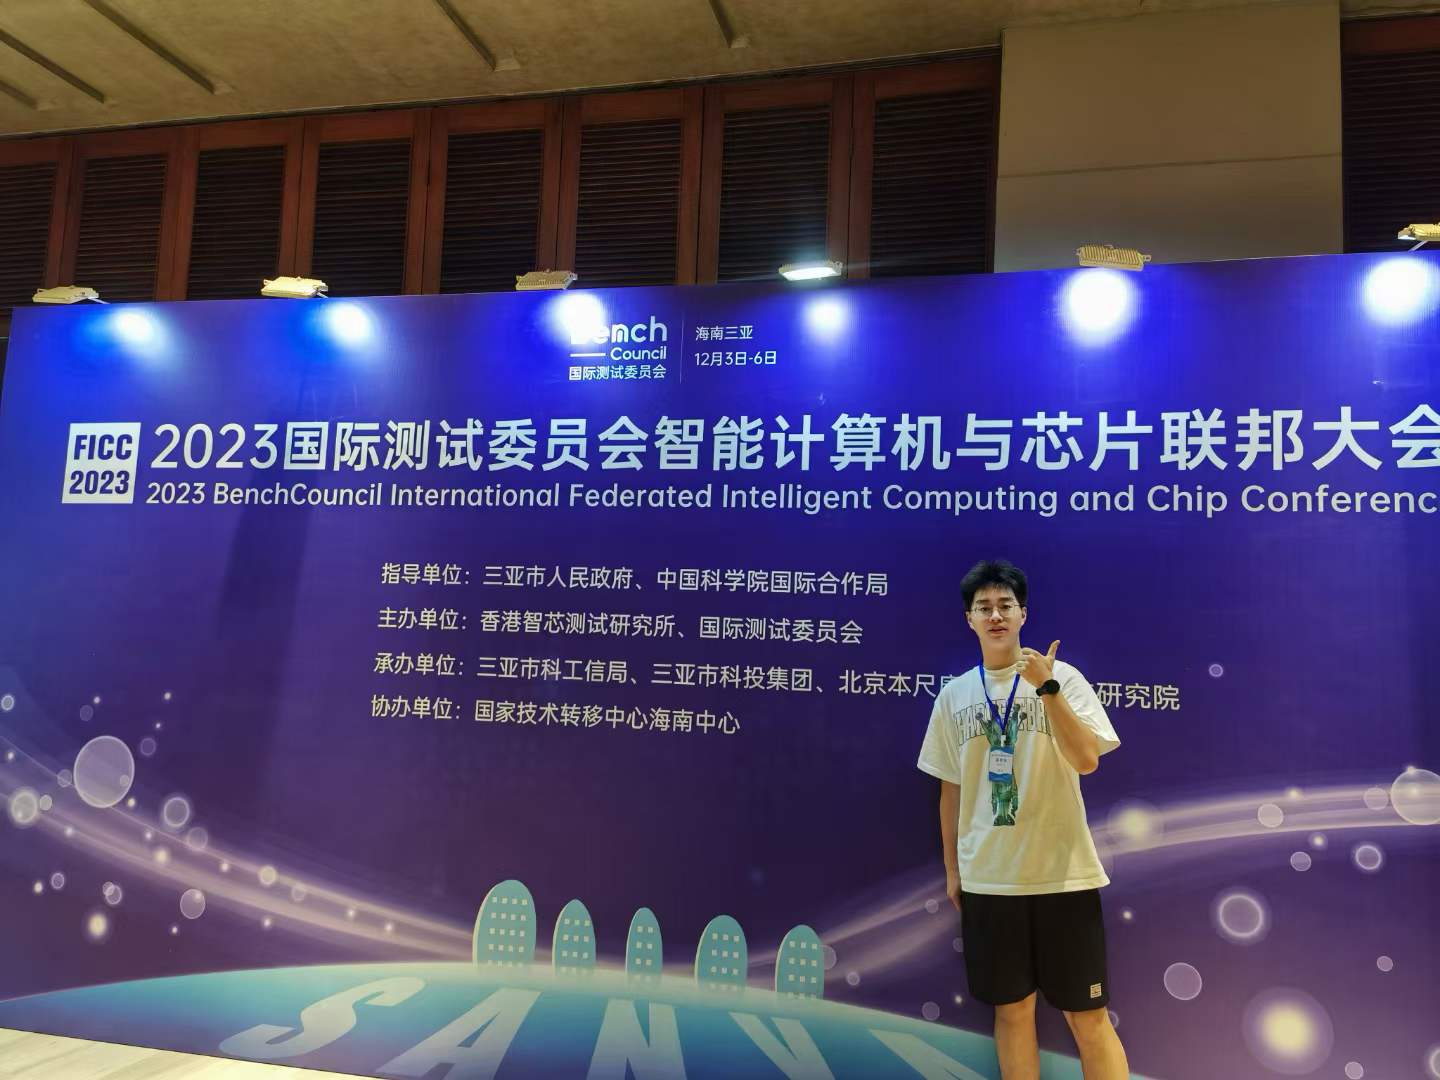 Bench
Council
国际测试委员会
海南三亚
12月3日-6日
FICC
2023
2023国际测试委员会智能计算机与芯片联邦大会
2023 BenchCouncil International Federated Intelligent Computing and Chip Conferenc
指导单位：三亚市人民政府、中国科学院国际合作局
主办单位：香港智芯测试研究所、国际测试委员会
承办单位：三亚市科工信局、三亚市科投集团、北京本尺 研究院
协办单位：国家技术转移中心海南中心
SANY